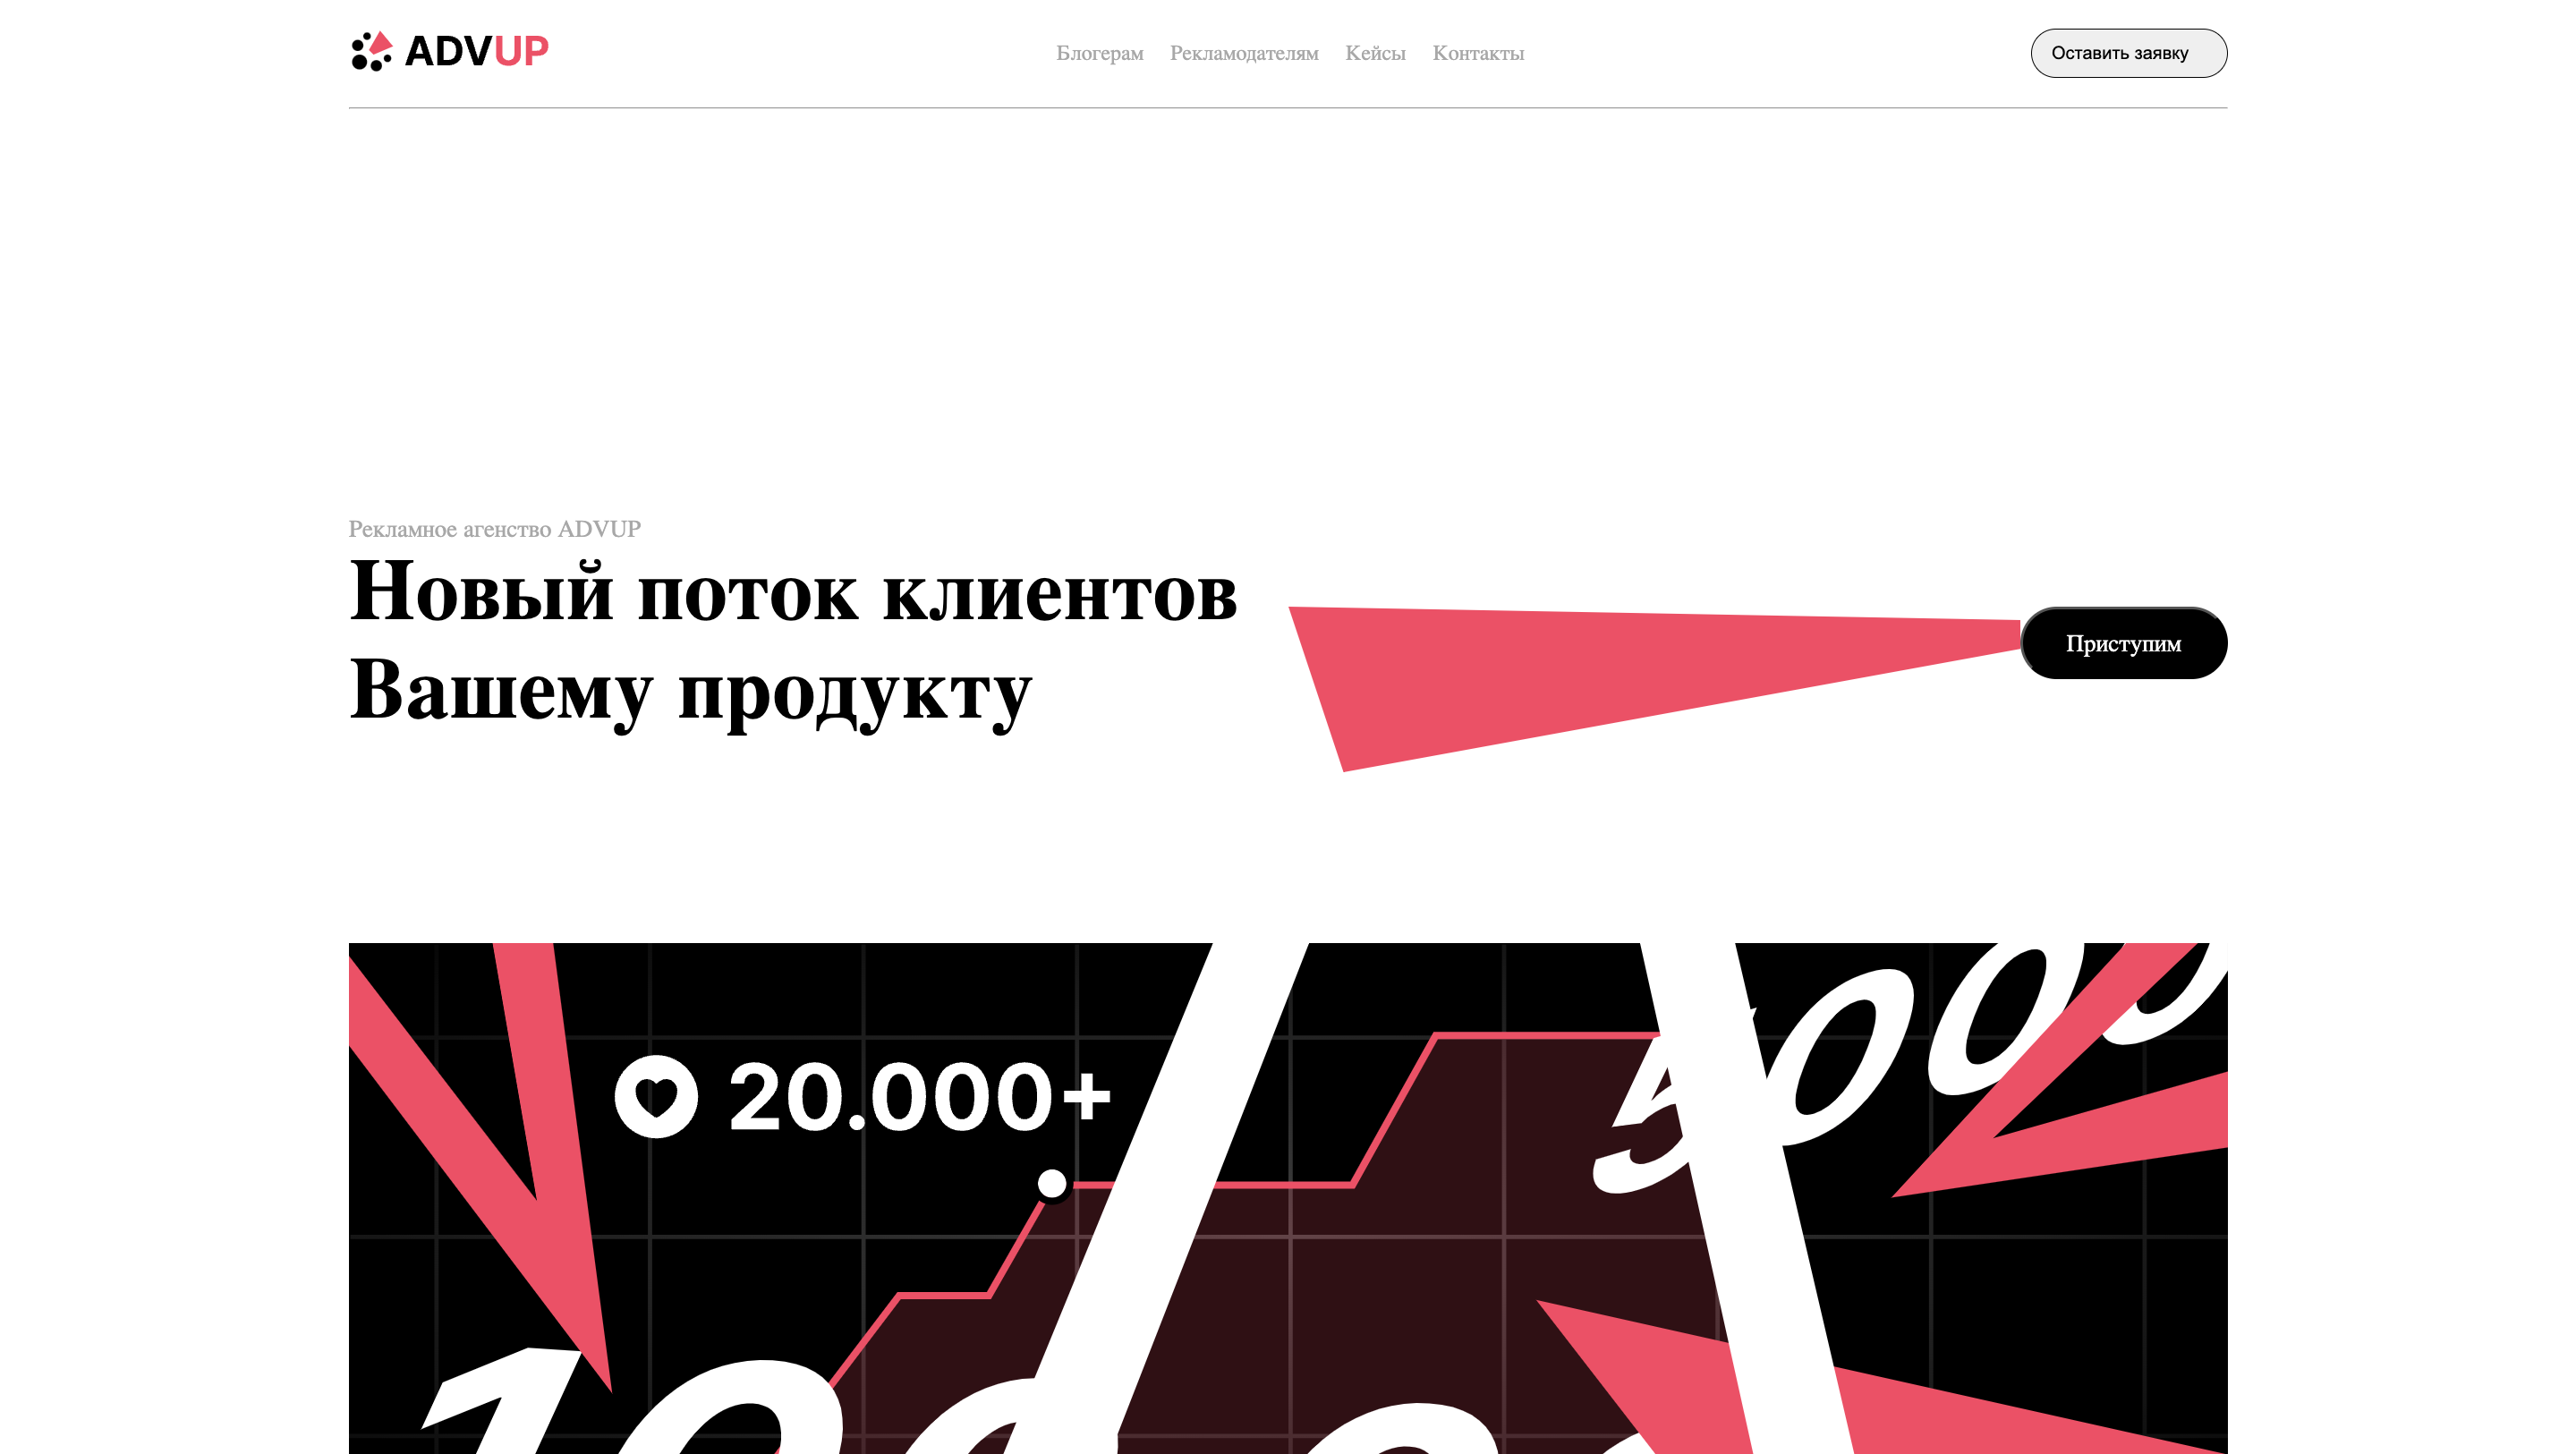 ADVUP
Блогерам Рекламодателям Кейсы Контакты
Оставить заявку
Рекламное агенство ADVUP
Новый поток клиентов
Вашему продукту
Приступим
20.000+